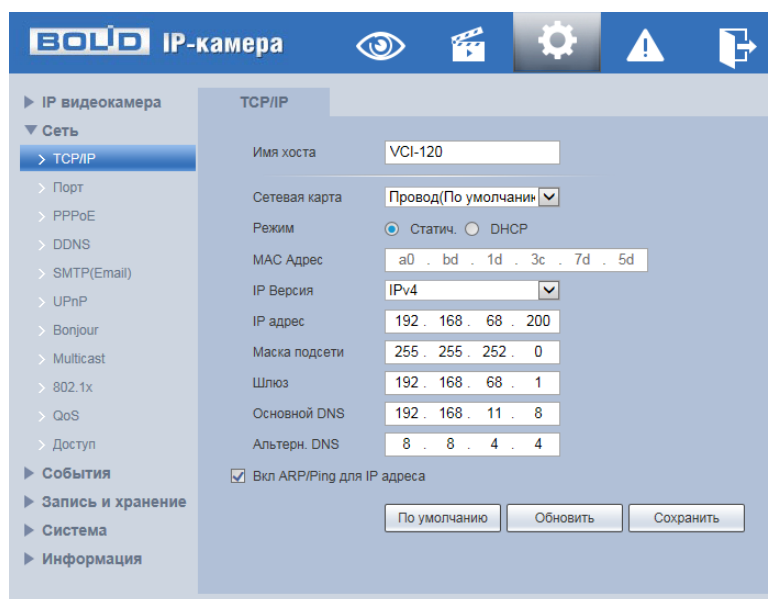 BOLID IP-камера
IP видеокамера
Сеть
TCP/IP
Порт
PPPoE
DDNS
SMTP(Email)
UPnP
Bonjour
Multicast
802.1x
QoS
Доступ
События
Запись и хранение
Система
Информация
TCP/IP
Имя хоста VCI-120
Сетевая карта Провод(По умолчани
Режим Статич. DHCP
MAC Адрес a0 . bd . 1d . 3c . 7d . 5d
IP Версия IPv4
IP адрес 192 . 168 . 68 . 200
Маска подсети 255 . 255 . 252 . 0
Шлюз 192 . 168 . 68 . 1
Основной DNS 192 . 168 . 11 . 8
Альтерн. DNS 8 . 8 . 4 . 4
Вкл ARP/Ping для IP адреса
По умолчанию Обновить Сохранить